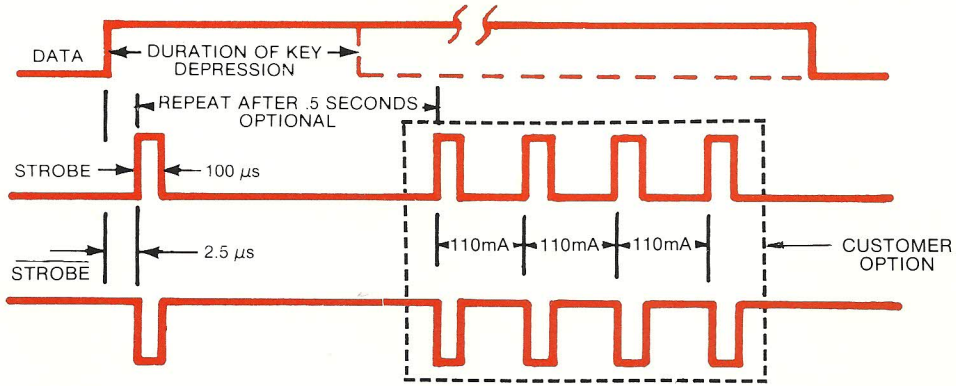 DATA
DURATION OF KEY
DEPRESSION
REPEAT AFTER .5 SECONDS
OPTIONAL
STROBE
100 µs
110mA
110mA
110mA
CUSTOMER
OPTION
2.5 µs
STROBE